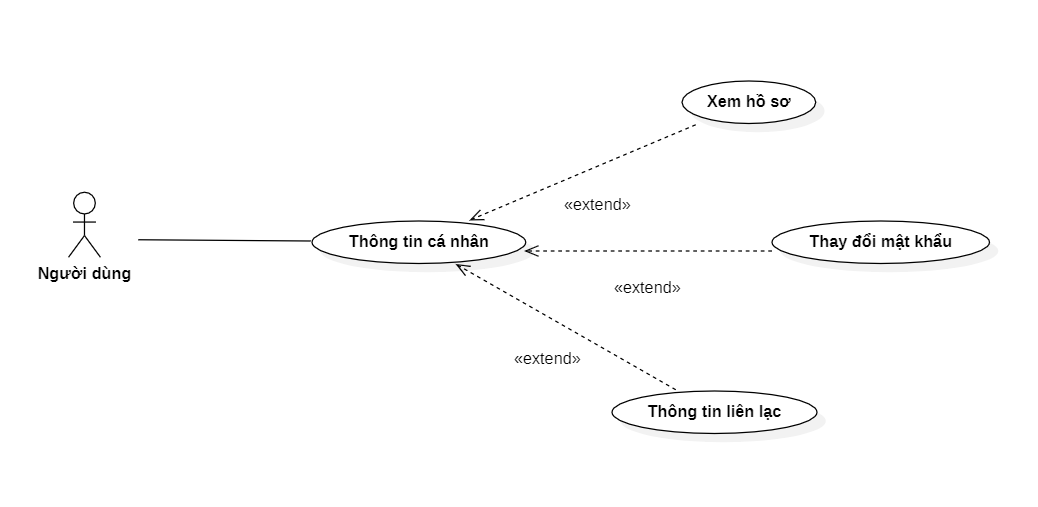 Xem hồ sơ
«extend»
Thông tin cá nhân
Thay đổi mật khẩu
Người dùng
«extend»
«extend»
Thông tin liên lạc